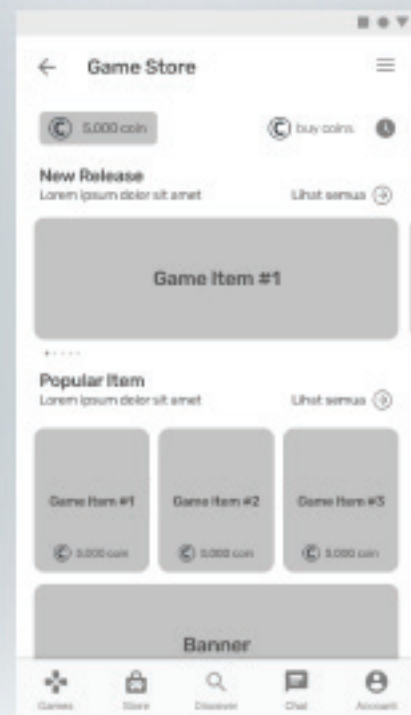 Game Store
5.000 coin
buy coins
New Release
Lorem ipsum dolor sit amet
Lihat semua
Game Item #1
Popular Item
Lorem ipsum dolor sit amet
Lihat semua
Game Item #1
Game Item #2
Game Item #3
5.000 coin
5.000 coin
5.000 coin
Banner
Games
Store
Discover
Chat
Account